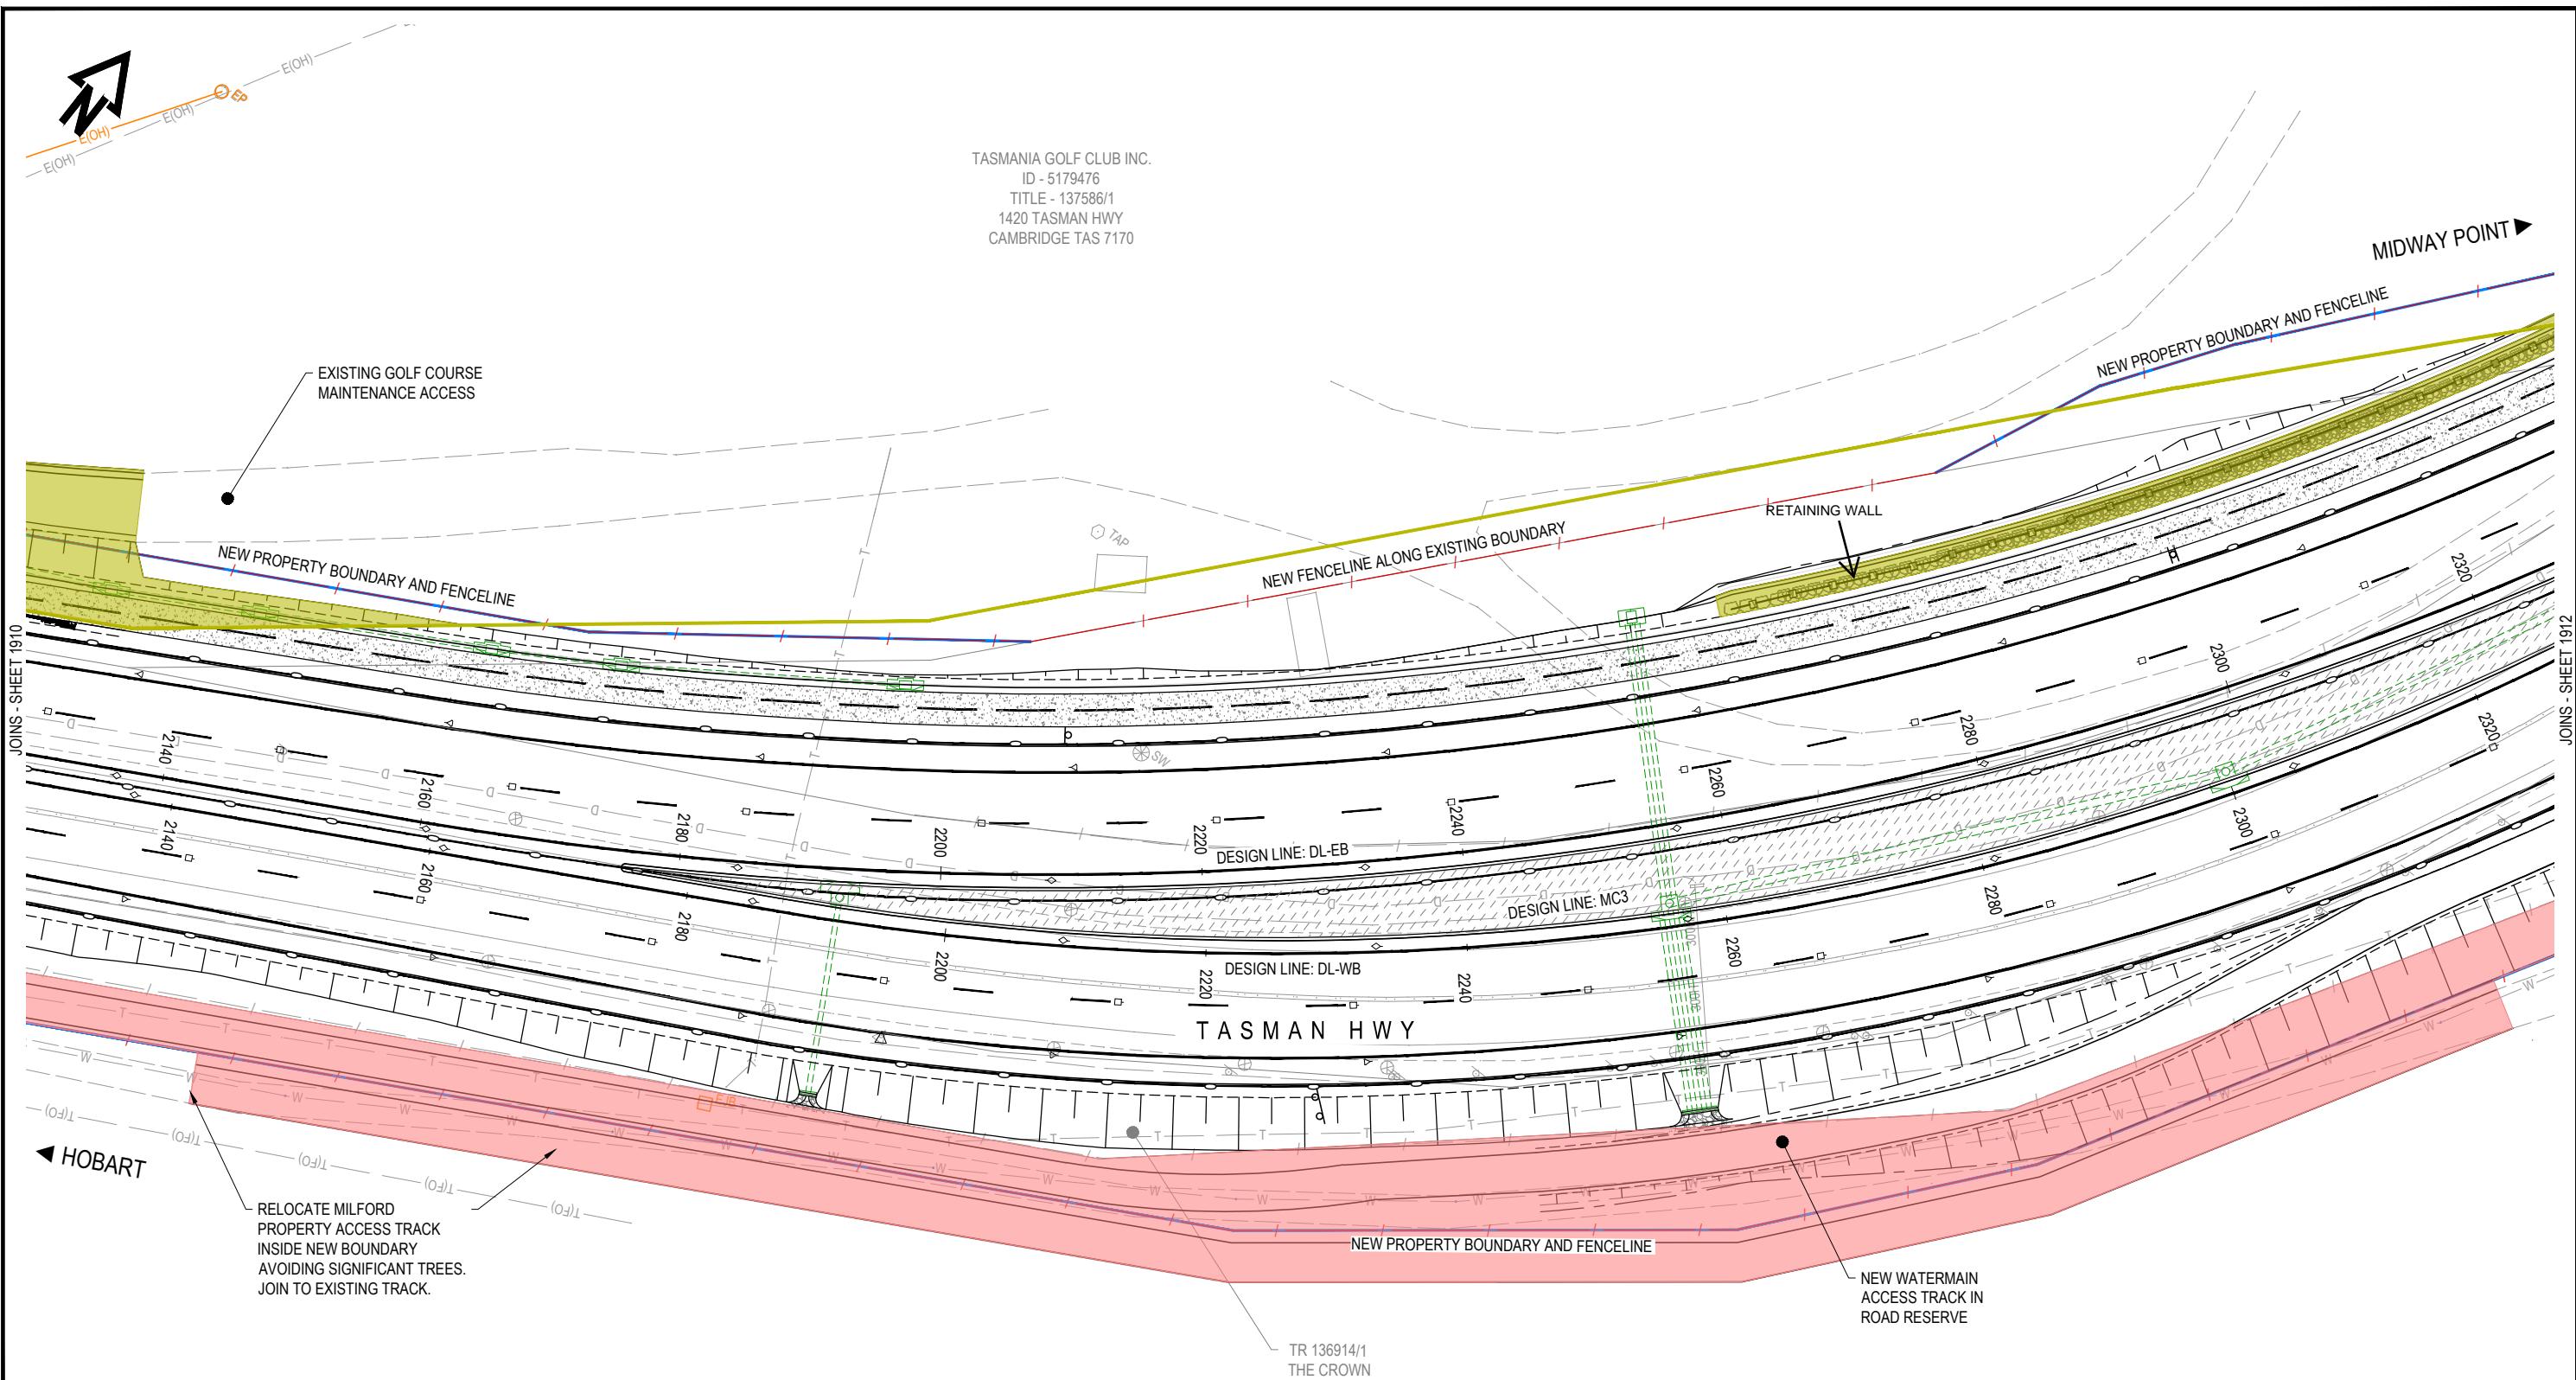 N
E(OH)
E(OH)
E(OH)
E(OH)
EP
TASMANIA GOLF CLUB INC.
ID - 5179476
TITLE - 137586/1
1420 TASMAN HWY
CAMBRIDGE TAS 7170
MIDWAY POINT
NEW PROPERTY BOUNDARY AND FENCELINE
EXISTING GOLF COURSE
MAINTENANCE ACCESS
RETAINING WALL
TAP
NEW PROPERTY BOUNDARY AND FENCELINE
NEW FENCELINE ALONG EXISTING BOUNDARY
JOINS - SHEET 1910
JOINS - SHEET 1912
SW
2140
2160
2180
2200
2220
2240
2260
2280
2300
2320
DESIGN LINE: DL-EB
DESIGN LINE: MC3
2140
2160
2180
2200
2220
2240
2260
2280
2300
2320
DESIGN LINE: DL-WB
TASMAN HWY
HOBART
T(FO)
T(FO)
T(FO)
T(FO)
T(FO)
RELOCATE MILFORD
PROPERTY ACCESS TRACK
INSIDE NEW BOUNDARY
AVOIDING SIGNIFICANT TREES.
JOIN TO EXISTING TRACK.
NEW PROPERTY BOUNDARY AND FENCELINE
NEW WATERMAIN
ACCESS TRACK IN
ROAD RESERVE
TR 136914/1
THE CROWN